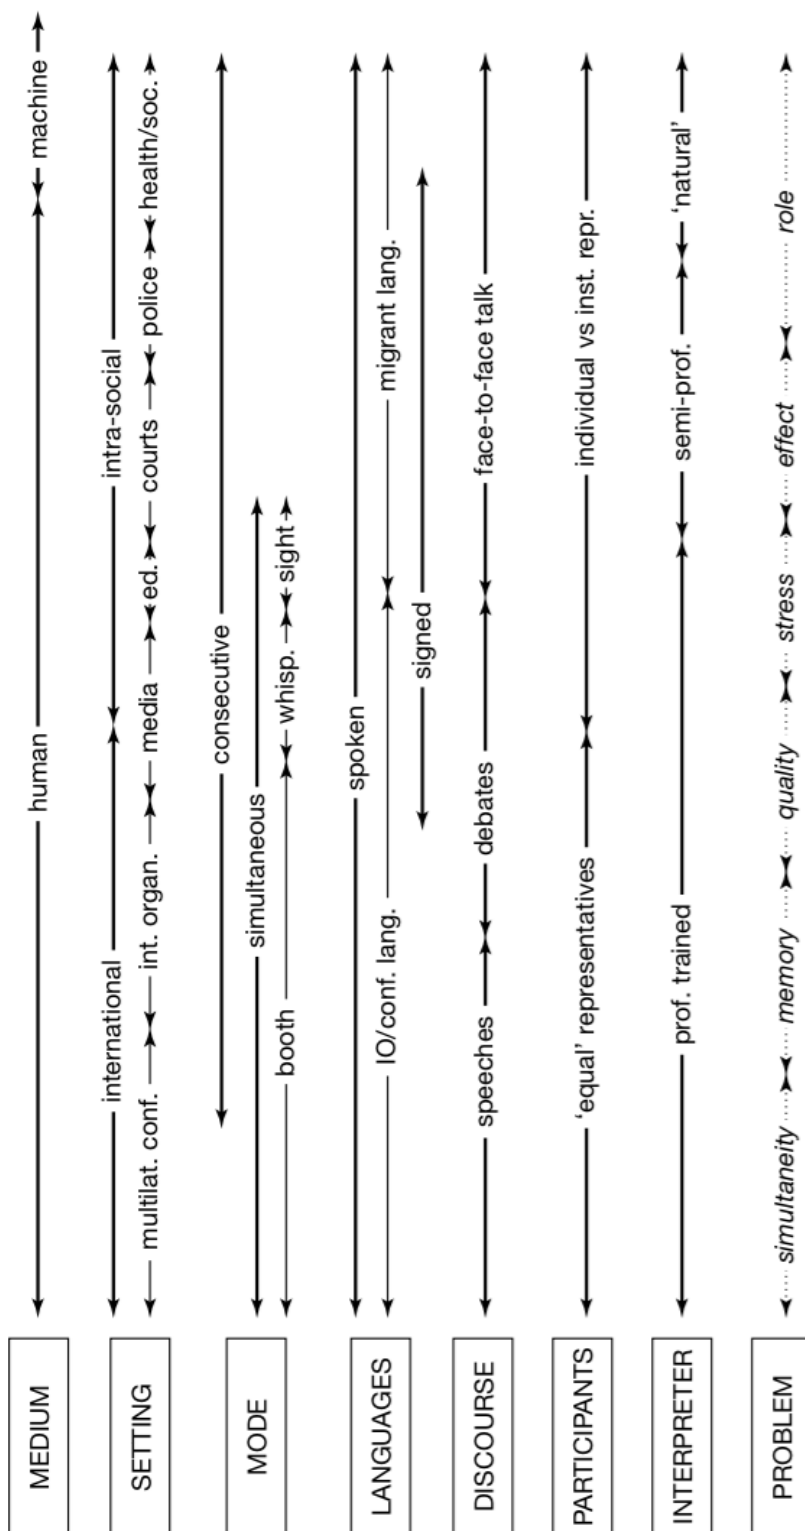 MEDIUM
human
machine
SETTING
international
intra-social
multilat. conf.
int. organ.
media
ed.
courts
police
health/soc.
MODE
consecutive
simultaneous
booth
whisp.
sight
LANGUAGES
spoken
IO/conf. lang.
migrant lang.
signed
DISCOURSE
speeches
debates
face-to-face talk
PARTICIPANTS
‘equal’ representatives
individual vs inst. repr.
INTERPRETER
prof. trained
semi-prof.
‘natural’
PROBLEM
simultaneity
memory
quality
stress
effect
role